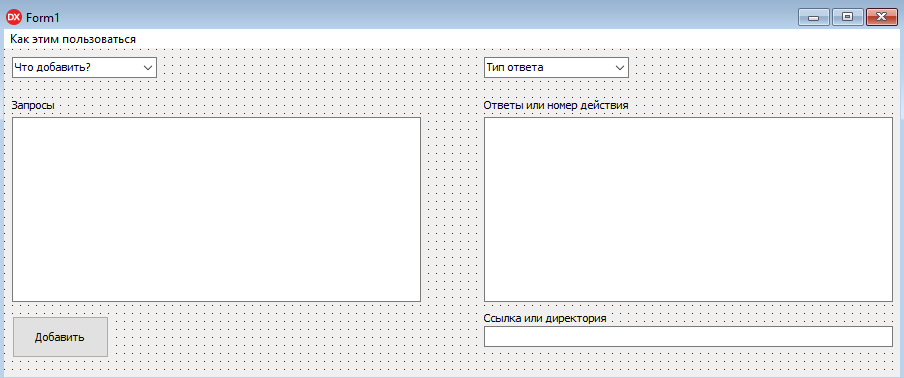 DX Form1
Как этим пользоваться
Что добавить?
Тип ответа
Запросы
Ответы или номер действия
Ссылка или директория
Добавить